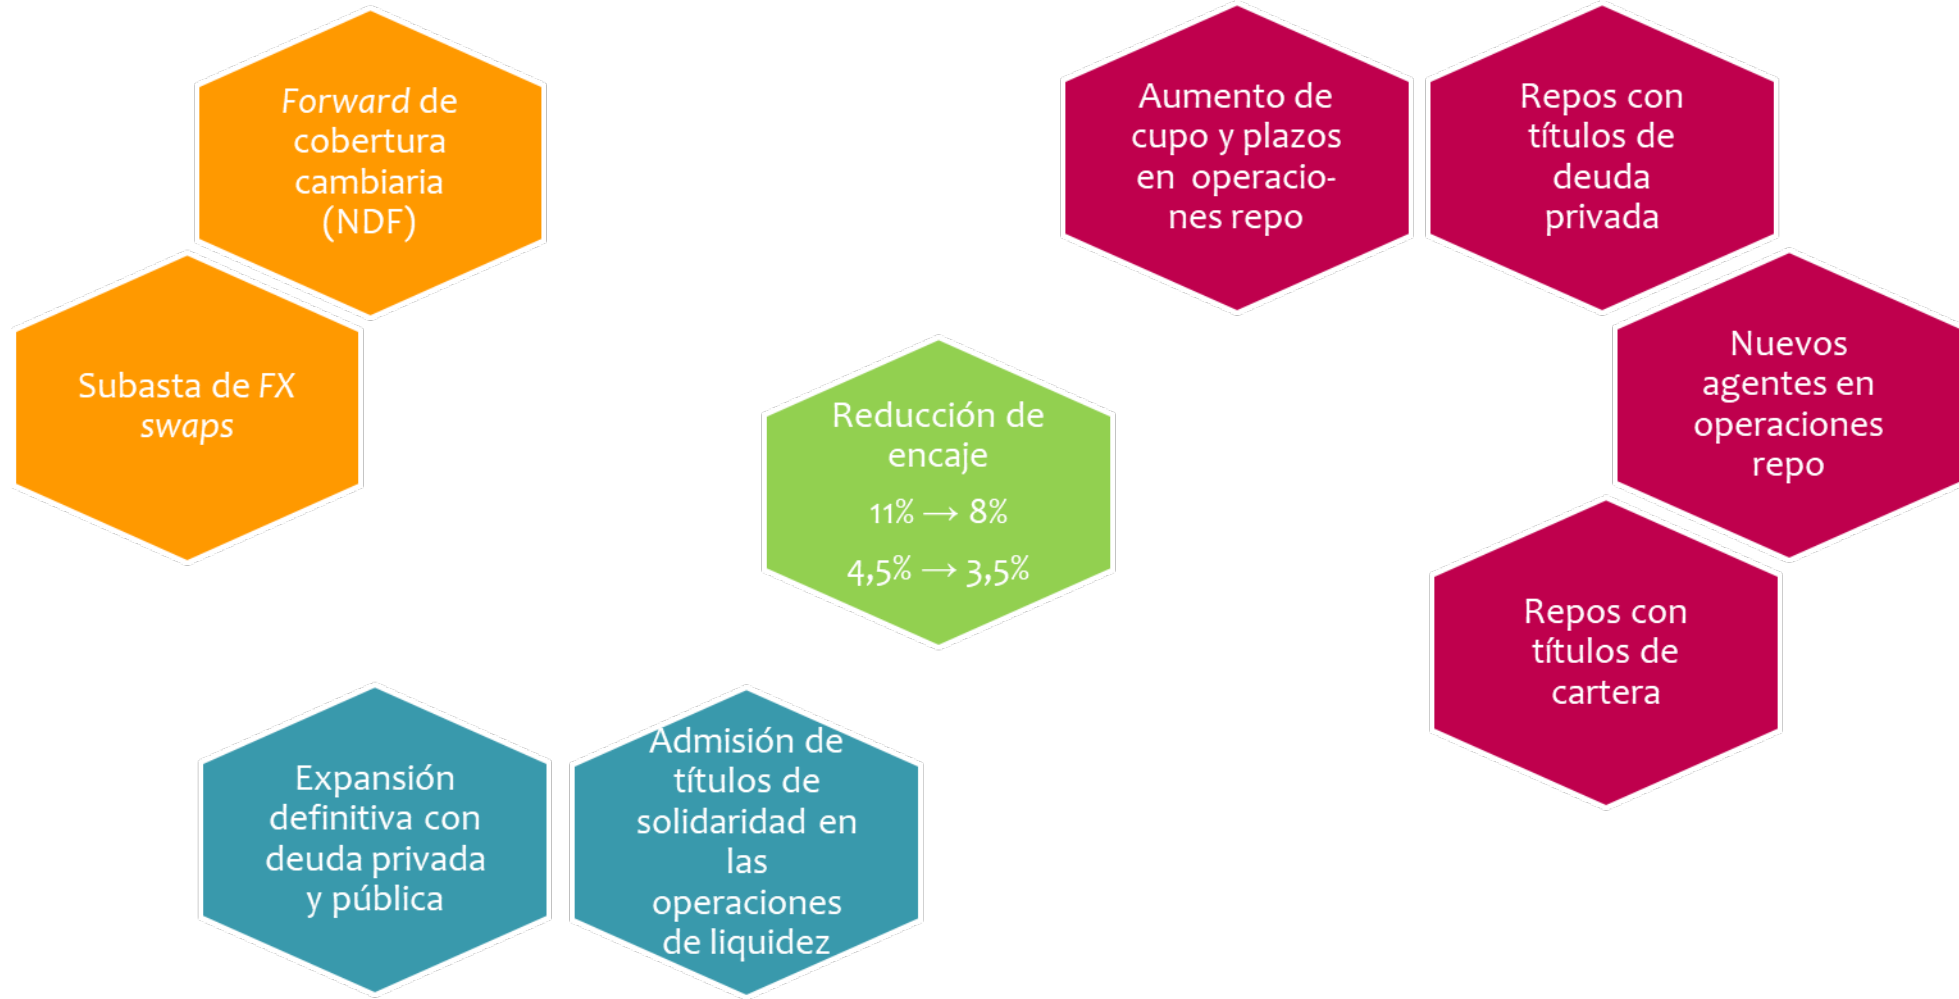 Forward de
cobertura
cambiaria
(NDF)
Subasta de FX
swaps
Aumento de
cupo y plazos
en operacio-
nes repo
Repos con
títulos de
deuda
privada
Nuevos
agentes en
operaciones
repo
Repos con
títulos de
cartera
Reducción de
encaje
11% → 8%
4,5% → 3,5%
Expansión
definitiva con
deuda privada
y pública
Admisión de
títulos de
solidaridad en
las
operaciones
de liquidez